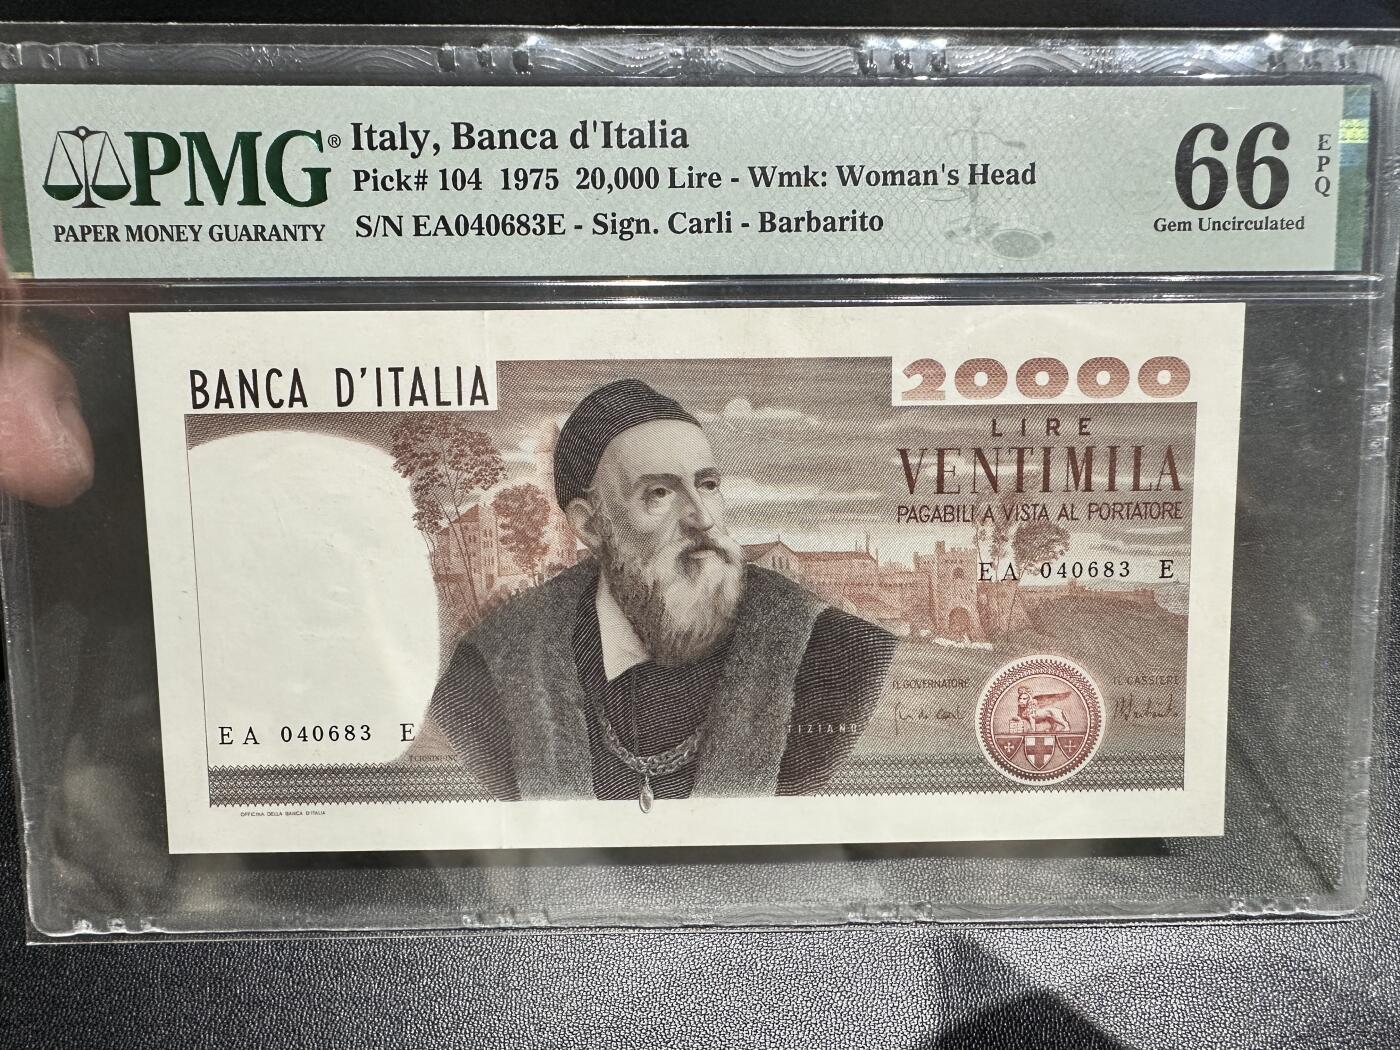 PMG®
PAPER MONEY GUARANTY
Italy, Banca d'Italia
Pick# 104 1975 20,000 Lire - Wmk: Woman's Head
S/N EA040683E - Sign. Carli - Barbarito
66
EPQ
Gem Uncirculated
BANCA D'ITALIA
20000
LIRE
VENTIMILA
PAGABILI A VISTA AL PORTATORE
EA 040683 E
IL GOVERNATORE
IL CASSIERE
TIZIANO
EA 040683 E
OFFICINA DELLA BANCA D'ITALIA